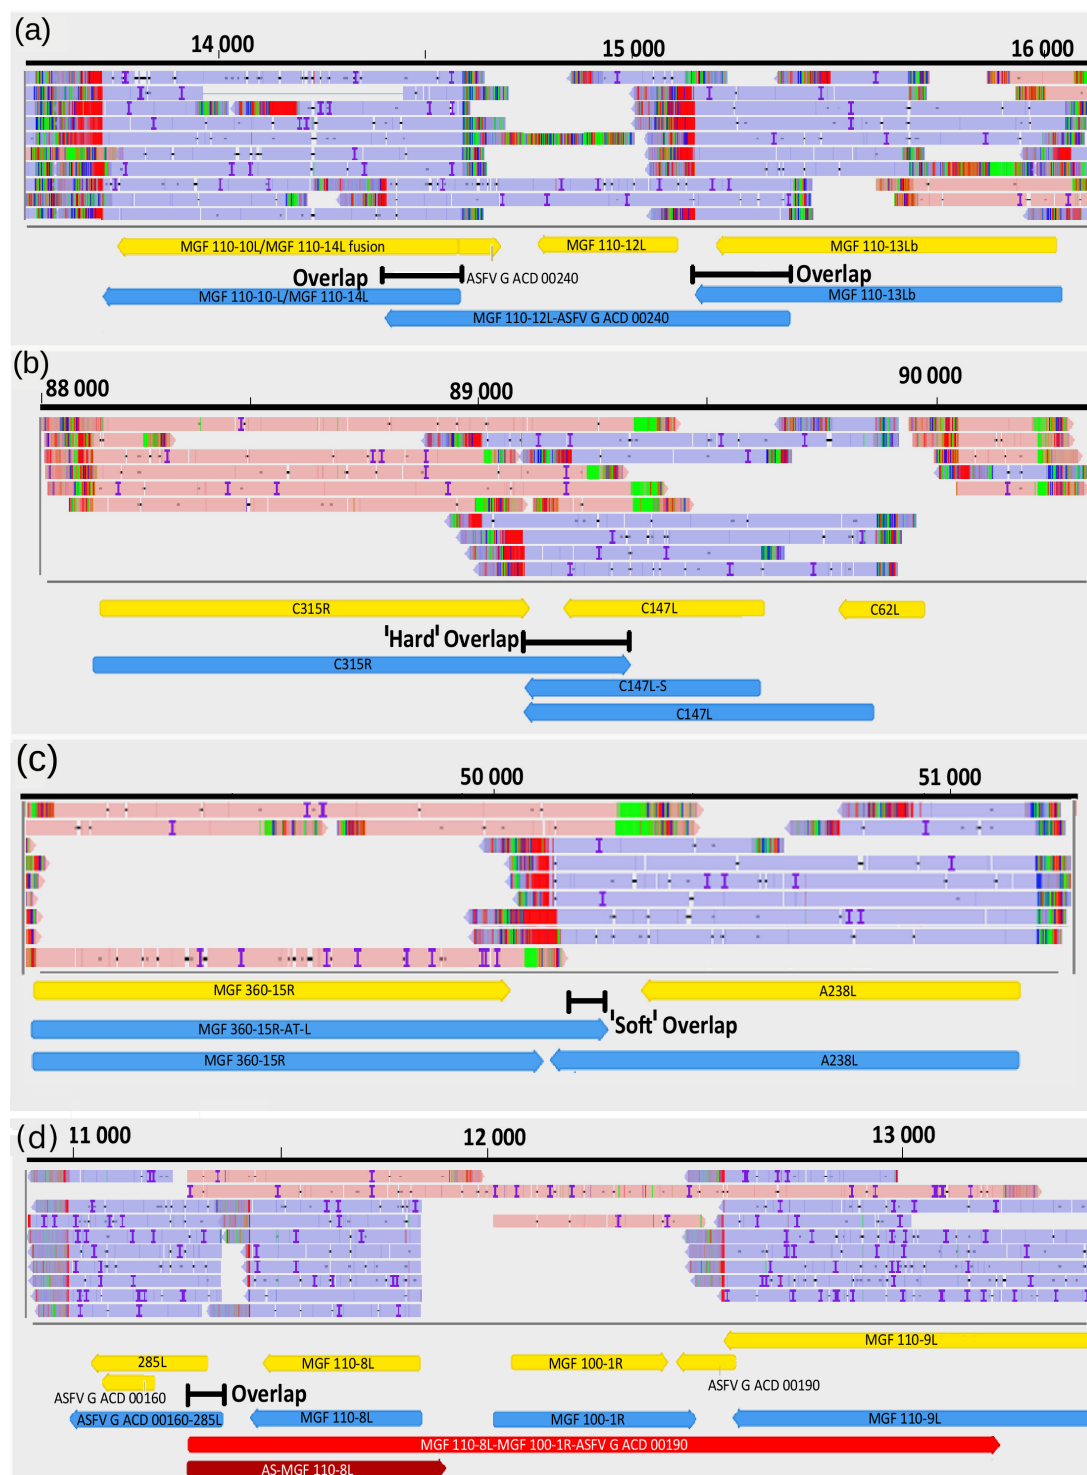 (a)
14 000 15 000 16 000
MGF 110-10L/MGF 110-14L fusion MGF 110-12L MGF 110-13Lb
Overlap ASFV G ACD 00240 Overlap
MGF 110-10-L/MGF 110-14L MGF 110-13Lb
MGF 110-12L-ASFV G ACD 00240
(b)
88 000 89 000 90 000
C315R C147L C62L
'Hard' Overlap
C315R
C147L-S
C147L
(c)
50 000 51 000
MGF 360-15R A238L
'Soft' Overlap
MGF 360-15R-AT-L
MGF 360-15R A238L
(d)
11 000 12 000 13 000
MGF 110-9L
285L MGF 110-8L MGF 100-1R
ASFV G ACD 00160 Overlap ASFV G ACD 00190
ASFV G ACD 00160-285L MGF 110-8L MGF 100-1R MGF 110-9L
MGF 110-8L-MGF 100-1R-ASFV G ACD 00190
AS-MGF 110-8L